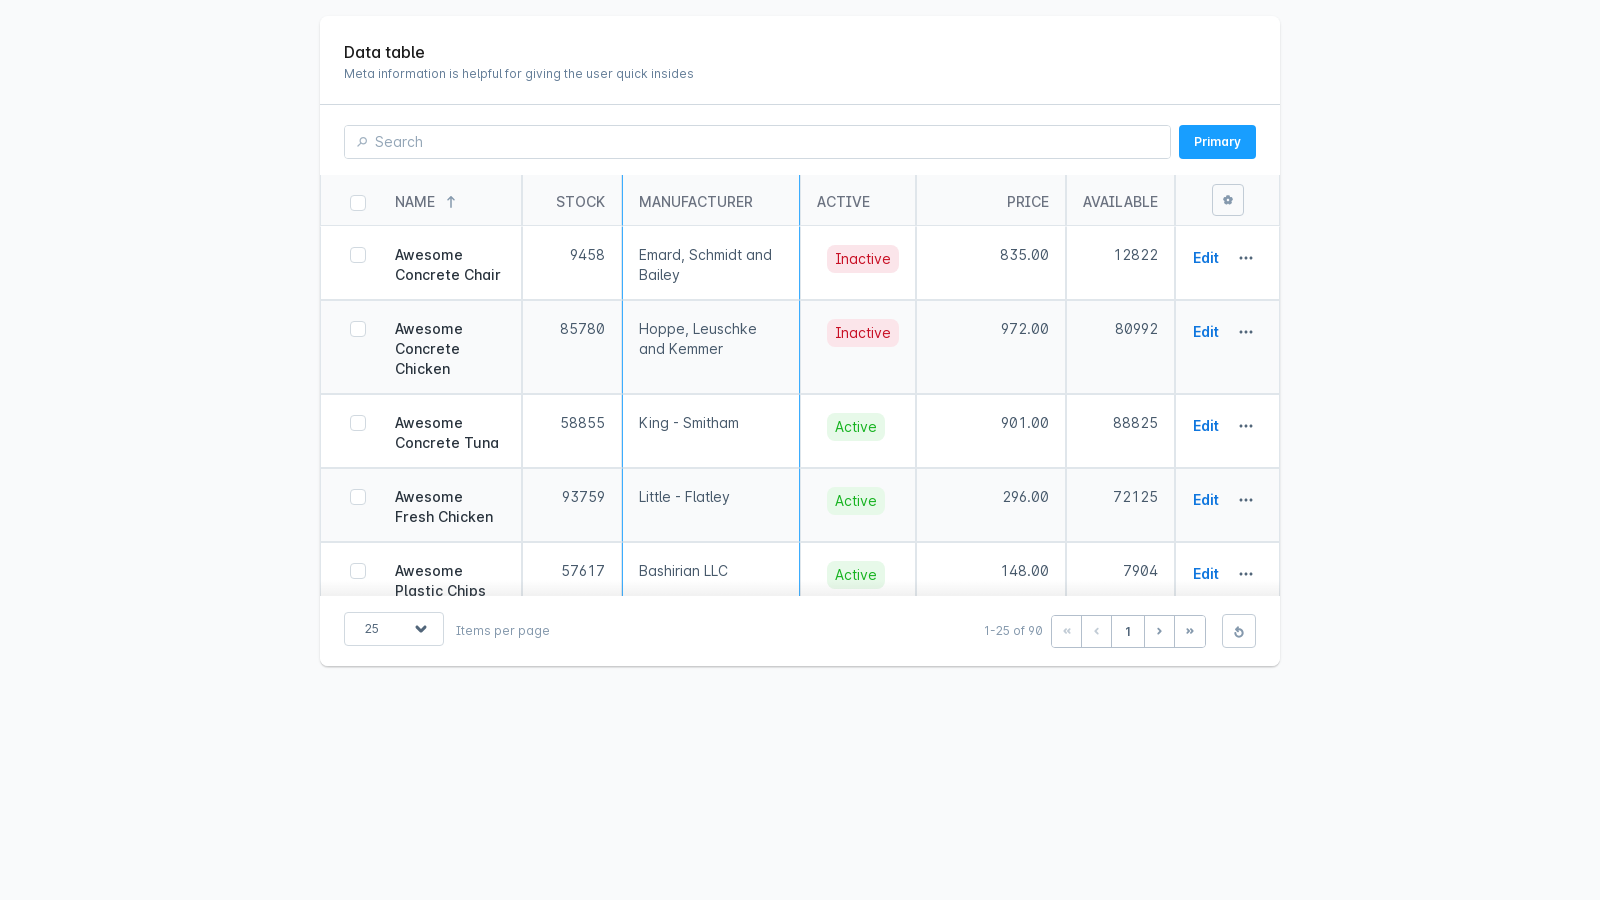 Data table
Meta information is helpful for giving the user quick insides
Search
Primary
NAME STOCK MANUFACTURER ACTIVE PRICE AVAILABLE
Awesome Concrete Chair 9458 Emard, Schmidt and Bailey Inactive 835.00 12822 Edit
Awesome Concrete Chicken 85780 Hoppe, Leuschke and Kemmer Inactive 972.00 80992 Edit
Awesome Concrete Tuna 58855 King - Smitham Active 901.00 88825 Edit
Awesome Fresh Chicken 93759 Little - Flatley Active 296.00 72125 Edit
Awesome Plastic Chips 57617 Bashirian LLC Active 148.00 7904 Edit
25 Items per page 1-25 of 90 « ‹ 1 › »